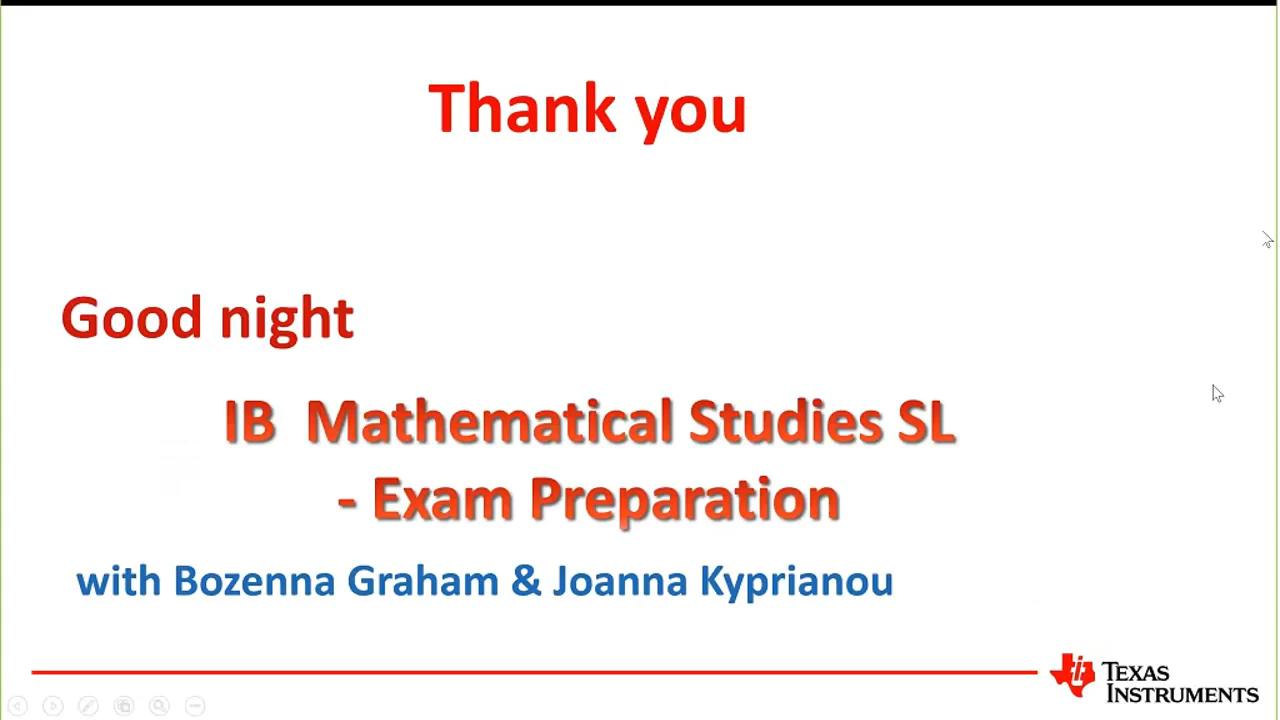 Thank you
Good night
IB Mathematical Studies SL
- Exam Preparation
with Bozenna Graham & Joanna Kyprianou
TEXAS
INSTRUMENTS